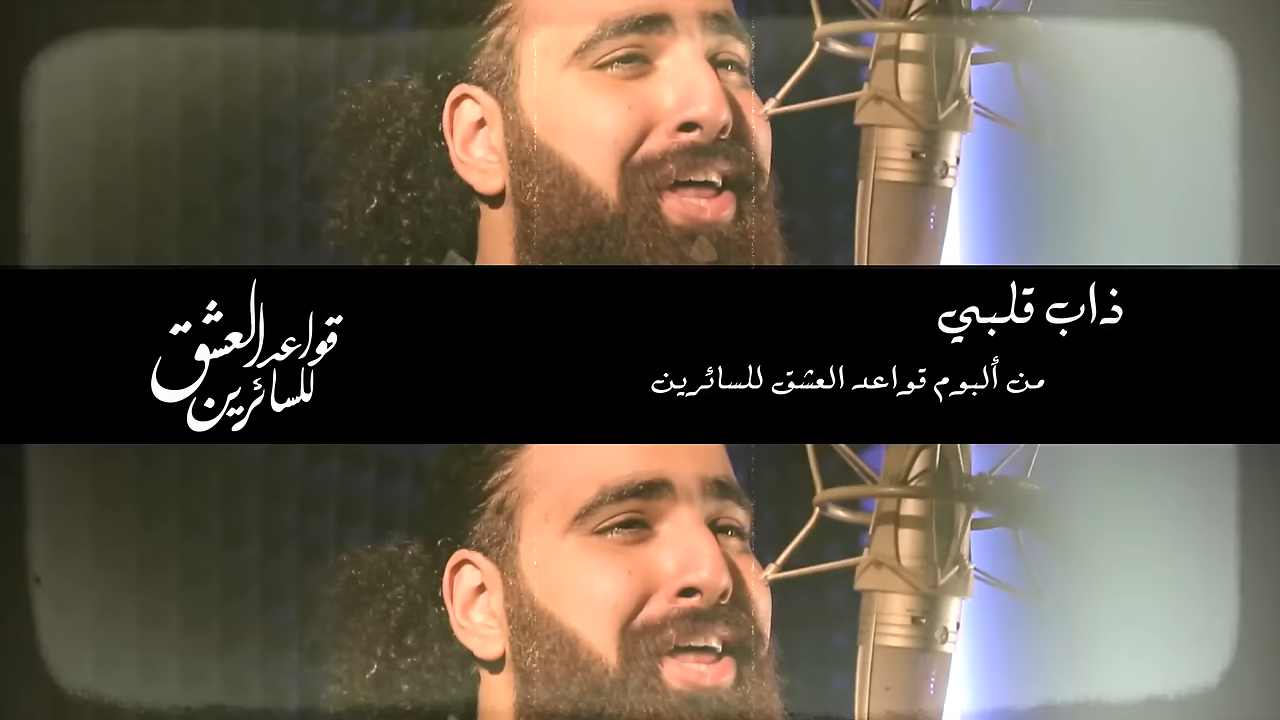 ذاب قلبي
من ألبوم قواعد العشق للسائرين
قواعد العشق
للسائرين